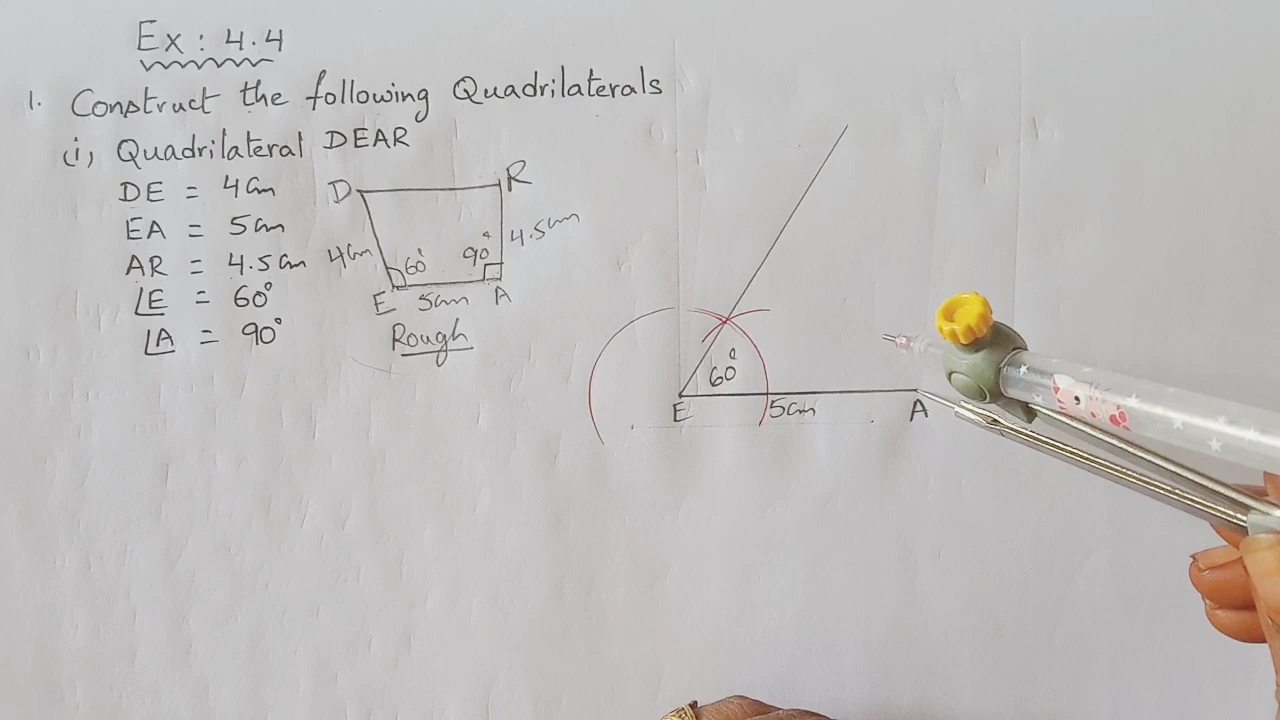 Ex : 4.4
1. Construct the following Quadrilaterals
(i) Quadrilateral DEAR
DE = 4cm
EA = 5cm
AR = 4.5cm
∠E = 60°
∠A = 90°
D R
4cm 60° 90° 4.5cm
E 5cm A
Rough
60°
E 5cm A